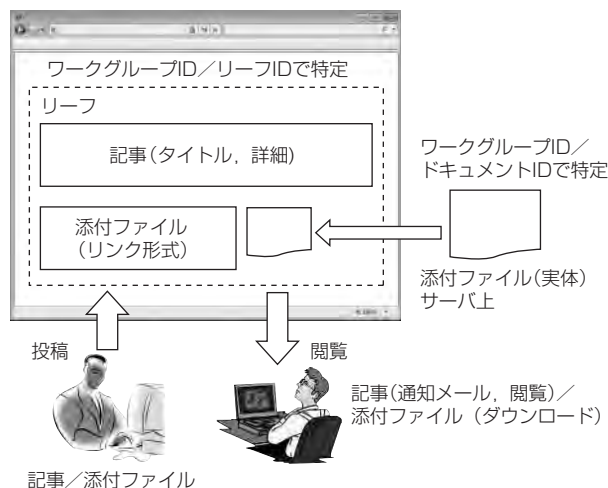 ワークグループID／リーフIDで特定
リーフ
記事(タイトル，詳細)
ワークグループID／
ドキュメントIDで特定
添付ファイル
(リンク形式)
添付ファイル(実体)
サーバ上
投稿
閲覧
記事(通知メール，閲覧)／
添付ファイル（ダウンロード）
記事／添付ファイル